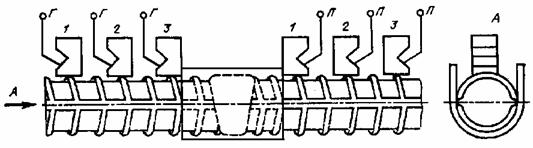 Г Г Г П П П
1 2 3 1 2 3 А
А